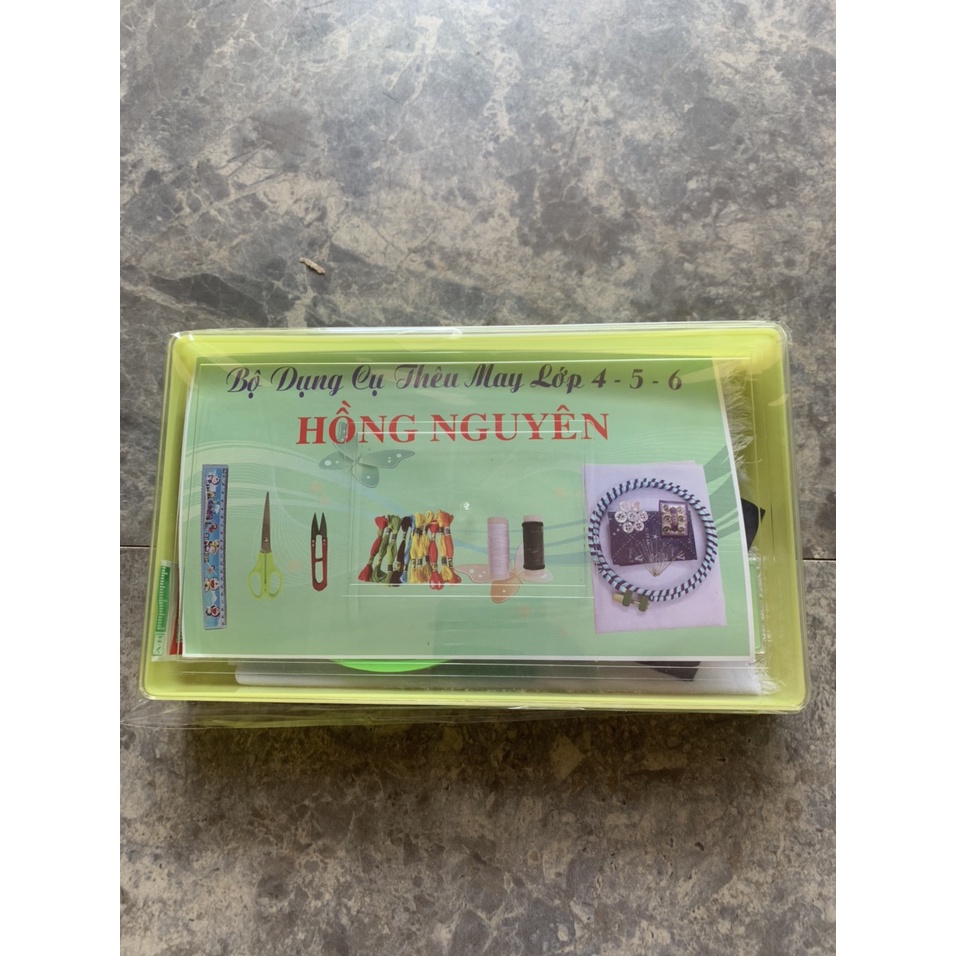 Bộ Dụng Cụ Thêu May Lớp 4 - 5 - 6
HỒNG NGUYÊN